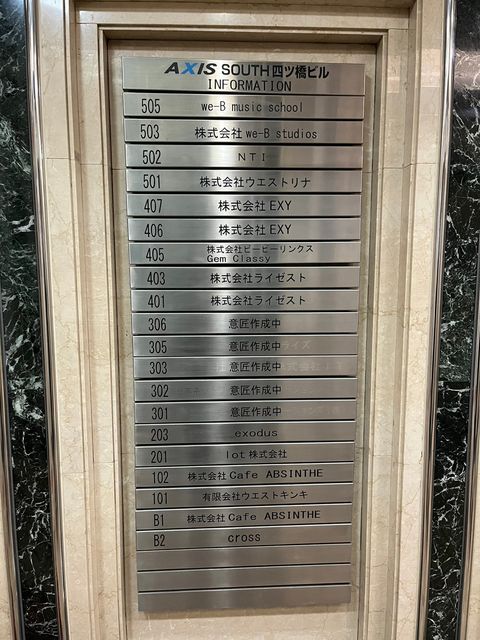 AXIS SOUTH四ツ橋ビル
INFORMATION
505 we-B music school
503 株式会社 we-B studios
502 NTI
501 株式会社ウエストリナ
407 株式会社 EXY
406 株式会社 EXY
405 株式会社ビービーリンクス
Gem Classy
403 株式会社ライゼスト
401 株式会社ライゼスト
306 意匠作成中
305 意匠作成中
303 意匠作成中
302 意匠作成中
301 意匠作成中
203 exodus
201 lot 株式会社
102 株式会社 Cafe ABSINTHE
101 有限会社ウエストキンキ
B1 株式会社 Cafe ABSINTHE
B2 cross